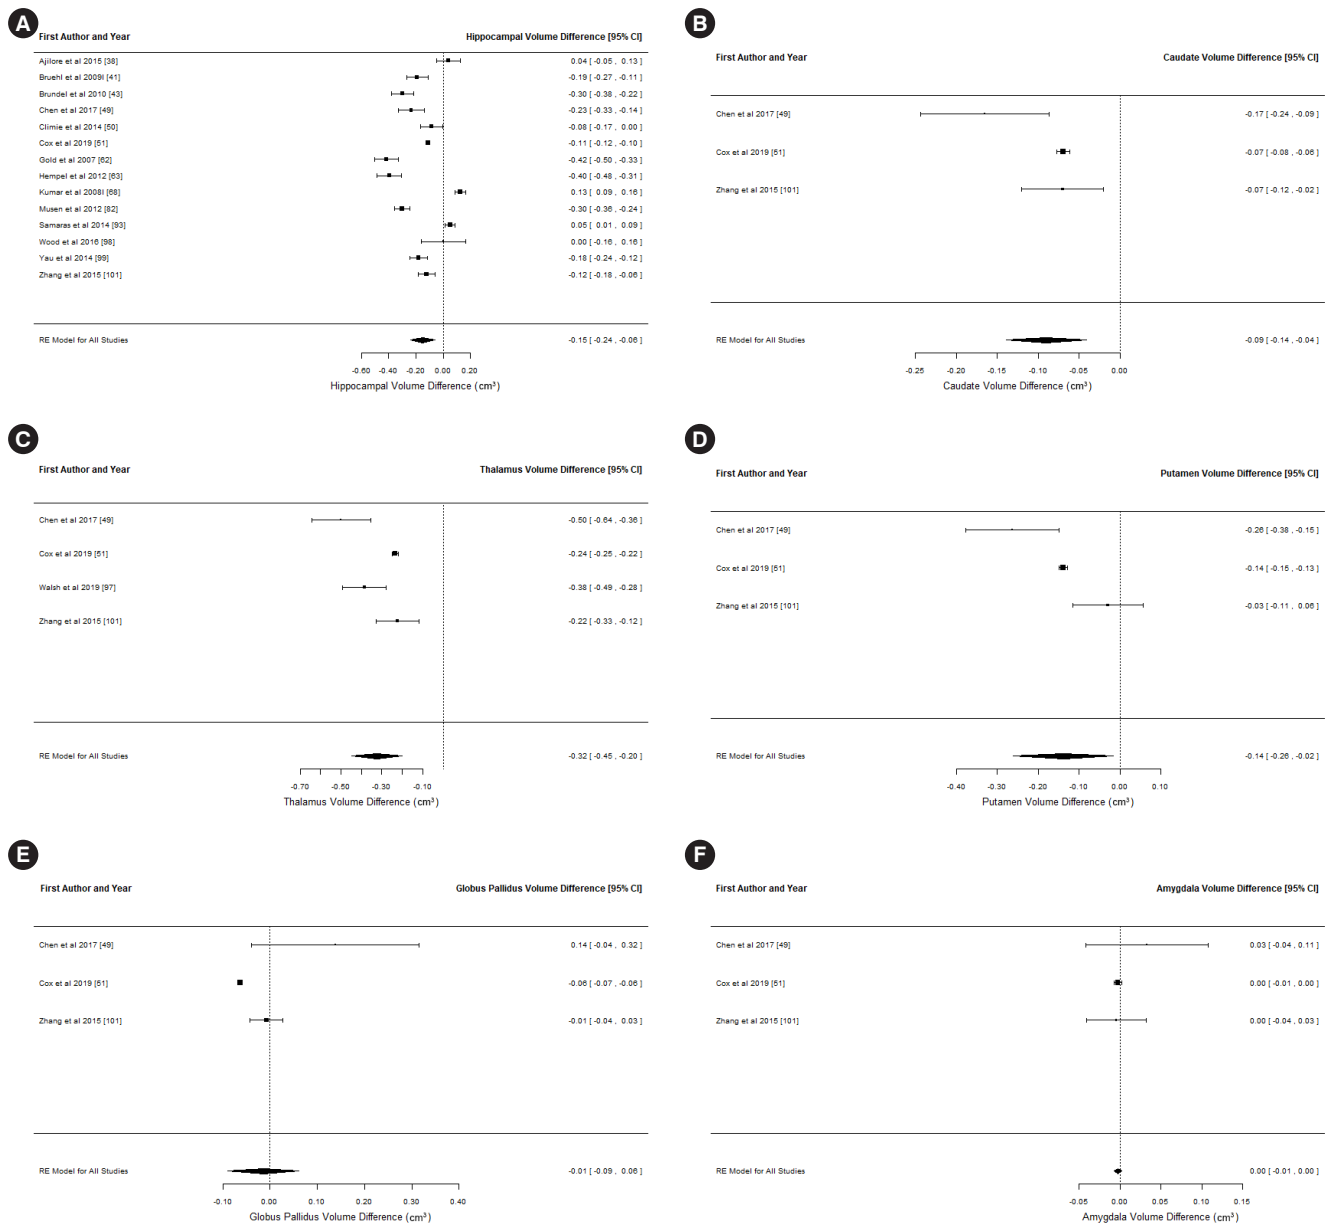 A
First Author and Year Hippocampal Volume Difference [95% CI]
Ajilore et al 2015 [38] 0.04 [ -0.05 , 0.13 ]
Bruehl et al 2009I [41] -0.19 [ -0.27 , -0.11 ]
Brundel et al 2010 [43] -0.30 [ -0.38 , -0.22 ]
Chen et al 2017 [49] -0.23 [ -0.33 , -0.14 ]
Climie et al 2014 [50] -0.08 [ -0.17 , 0.00 ]
Cox et al 2019 [51] -0.11 [ -0.12 , -0.10 ]
Gold et al 2007 [62] -0.42 [ -0.50 , -0.33 ]
Hempel et al 2012 [63] -0.40 [ -0.48 , -0.31 ]
Kumar et al 2008I [68] 0.13 [ 0.09 , 0.16 ]
Musen et al 2012 [82] -0.30 [ -0.36 , -0.24 ]
Samaras et al 2014 [93] 0.05 [ 0.01 , 0.09 ]
Wood et al 2016 [98] 0.00 [ -0.16 , 0.16 ]
Yau et al 2014 [99] -0.18 [ -0.24 , -0.12 ]
Zhang et al 2015 [101] -0.12 [ -0.18 , -0.06 ]
RE Model for All Studies -0.15 [ -0.24 , -0.06 ]
-0.60 -0.40 -0.20 0.00 0.20
Hippocampal Volume Difference (cm³)
B
First Author and Year Caudate Volume Difference [95% CI]
Chen et al 2017 [49] -0.17 [ -0.24 , -0.09 ]
Cox et al 2019 [51] -0.07 [ -0.08 , -0.06 ]
Zhang et al 2015 [101] -0.07 [ -0.12 , -0.02 ]
RE Model for All Studies -0.09 [ -0.14 , -0.04 ]
-0.25 -0.20 -0.15 -0.10 -0.05 0.00
Caudate Volume Difference (cm³)
C
First Author and Year Thalamus Volume Difference [95% CI]
Chen et al 2017 [49] -0.50 [ -0.64 , -0.36 ]
Cox et al 2019 [51] -0.24 [ -0.25 , -0.22 ]
Walsh et al 2019 [97] -0.38 [ -0.49 , -0.28 ]
Zhang et al 2015 [101] -0.22 [ -0.33 , -0.12 ]
RE Model for All Studies -0.32 [ -0.45 , -0.20 ]
-0.70 -0.50 -0.30 -0.10
Thalamus Volume Difference (cm³)
D
First Author and Year Putamen Volume Difference [95% CI]
Chen et al 2017 [49] -0.26 [ -0.38 , -0.15 ]
Cox et al 2019 [51] -0.14 [ -0.15 , -0.13 ]
Zhang et al 2015 [101] -0.03 [ -0.11 , 0.06 ]
RE Model for All Studies -0.14 [ -0.26 , -0.02 ]
-0.40 -0.30 -0.20 -0.10 0.00 0.10
Putamen Volume Difference (cm³)
E
First Author and Year Globus Pallidus Volume Difference [95% CI]
Chen et al 2017 [49] 0.14 [ -0.04 , 0.32 ]
Cox et al 2019 [51] -0.06 [ -0.07 , -0.06 ]
Zhang et al 2015 [101] -0.01 [ -0.04 , 0.03 ]
RE Model for All Studies -0.01 [ -0.09 , 0.06 ]
-0.10 0.00 0.10 0.20 0.30 0.40
Globus Pallidus Volume Difference (cm³)
F
First Author and Year Amygdala Volume Difference [95% CI]
Chen et al 2017 [49] 0.03 [ -0.04 , 0.11 ]
Cox et al 2019 [51] 0.00 [ -0.01 , 0.00 ]
Zhang et al 2015 [101] 0.00 [ -0.04 , 0.03 ]
RE Model for All Studies 0.00 [ -0.01 , 0.00 ]
-0.05 0.00 0.05 0.10 0.15
Amygdala Volume Difference (cm³)